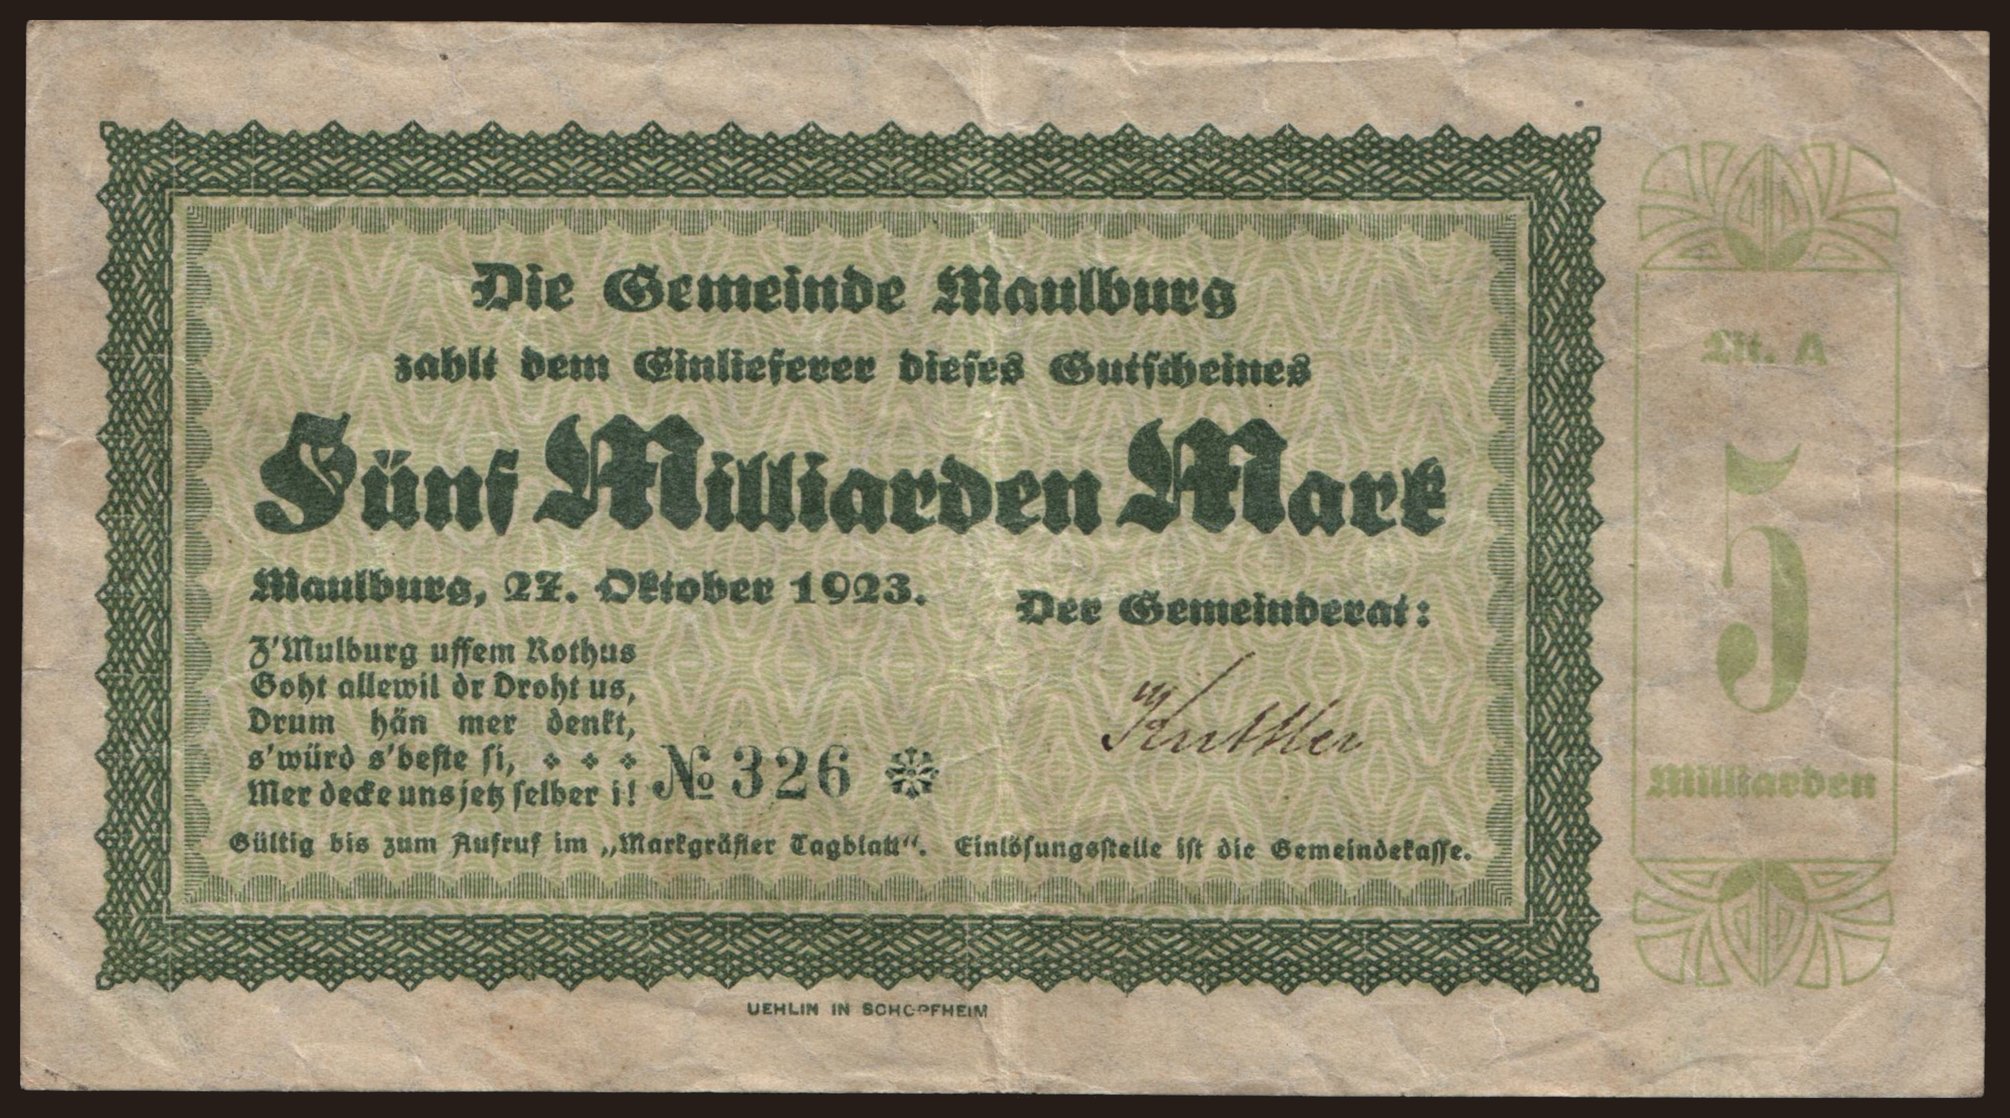 Die Gemeinde Maulburg
zahlt dem Einlieferer dieses Gutscheines
Fünf Milliarden Mark
Maulburg, 27. Oktober 1923.
Der Gemeinderat:
Z'Mulburg uffem Rothus
Goht allewil dr Droht us,
Drum hän mer denkt,
s'würd s'beste si,
Mer decke uns jetz selber i!
№ 326
Gültig bis zum Aufruf im „Markgräfler Tagblatt“. Einlösungsstelle ist die Gemeindekasse.
UEHLIN IN SCHOPFHEIM
Lit. A
5
Milliarden